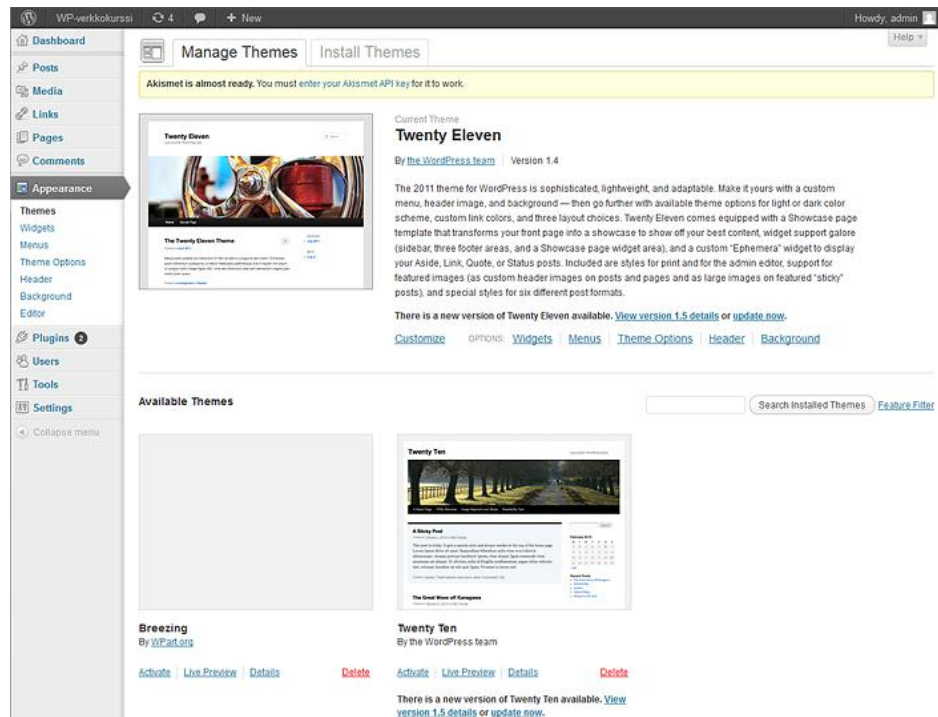 WP-verkkokurssi 4 + New Howdy, admin
Help
Dashboard
Posts
Media
Links
Pages
Comments
Appearance
Themes
Widgets
Menus
Theme Options
Header
Background
Editor
Plugins 2
Users
Tools
Settings
Collapse menu
Manage Themes Install Themes
Akismet is almost ready. You must enter your Akismet API key for it to work.
Twenty Eleven
The Twenty Eleven Theme
Current Theme
Twenty Eleven
By the WordPress team Version 1.4
The 2011 theme for WordPress is sophisticated, lightweight, and adaptable. Make it yours with a custom
menu, header image, and background — then go further with available theme options for light or dark color
scheme, custom link colors, and three layout choices. Twenty Eleven comes equipped with a Showcase page
template that transforms your front page into a showcase to show off your best content, widget support galore
(sidebar, three footer areas, and a Showcase page widget area), and a custom "Ephemera" widget to display
your Aside, Link, Quote, or Status posts. Included are styles for print and for the admin editor, support for
featured images (as custom header images on posts and pages and as large images on featured "sticky"
posts), and special styles for six different post formats.
There is a new version of Twenty Eleven available. View version 1.5 details or update now.
Customize OPTIONS: Widgets Menus Theme Options Header Background
Available Themes
Search Installed Themes Feature Filter
Breezing
By WPart.org
Activate Live Preview Details Delete
Twenty Ten
A Sticky Post
The Great Wave off Kanagawa
Twenty Ten
By the WordPress team
Activate Live Preview Details Delete
There is a new version of Twenty Ten available. View
version 1.5 details or update now.